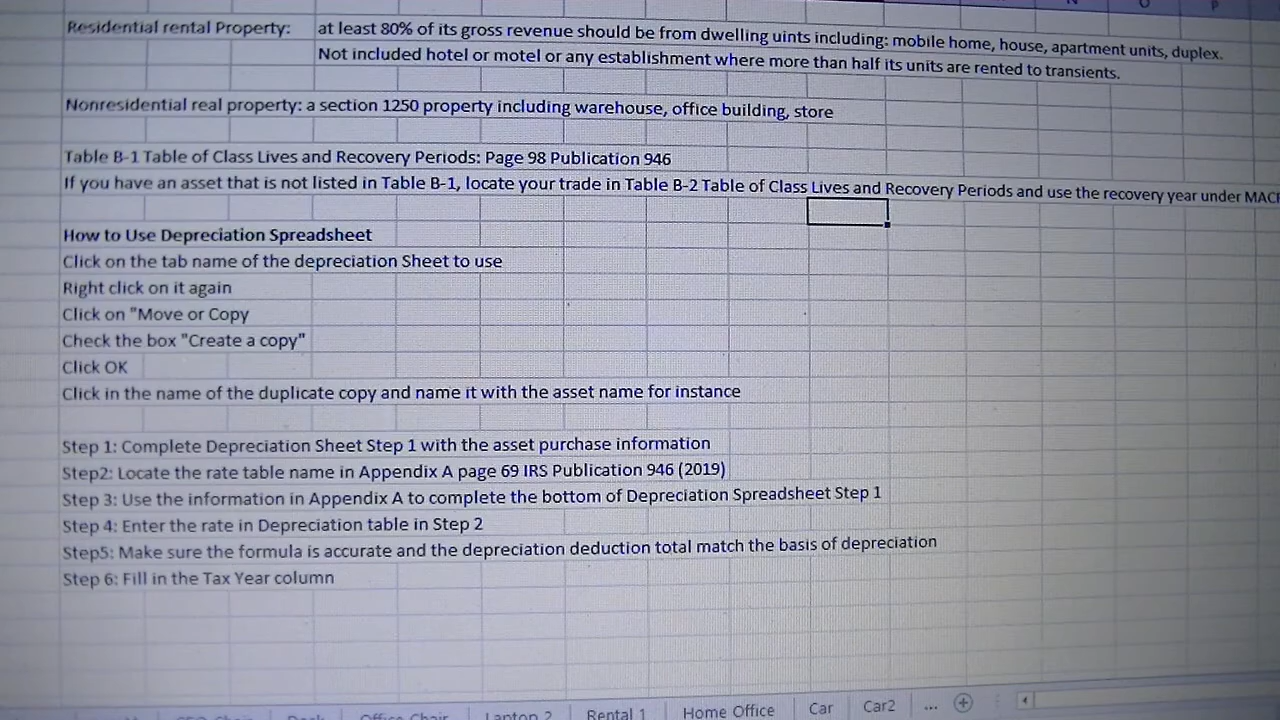 N O P
Residential rental Property: at least 80% of its gross revenue should be from dwelling uints including: mobile home, house, apartment units, duplex.
Not included hotel or motel or any establishment where more than half its units are rented to transients.
Nonresidential real property: a section 1250 property including warehouse, office building, store
Table B-1 Table of Class Lives and Recovery Periods: Page 98 Publication 946
If you have an asset that is not listed in Table B-1, locate your trade in Table B-2 Table of Class Lives and Recovery Periods and use the recovery year under
How to Use Depreciation Spreadsheet
Click on the tab name of the depreciation Sheet to use
Right click on it again
Click on "Move or Copy
Check the box "Create a copy"
Click OK
Click in the name of the duplicate copy and name it with the asset name for instance
Step 1: Complete Depreciation Sheet Step 1 with the asset purchase information
Step2: Locate the rate table name in Appendix A page 69 IRS Publication 946 (2019)
Step 3: Use the information in Appendix A to complete the bottom of Depreciation Spreadsheet Step 1
Step 4: Enter the rate in Depreciation table in Step 2
Step5: Make sure the formula is accurate and the depreciation deduction total match the basis of depreciation
Step 6: Fill in the Tax Year column
Desk Office Chair Laptop 2 Rental 1 Home Office Car Car2 ...